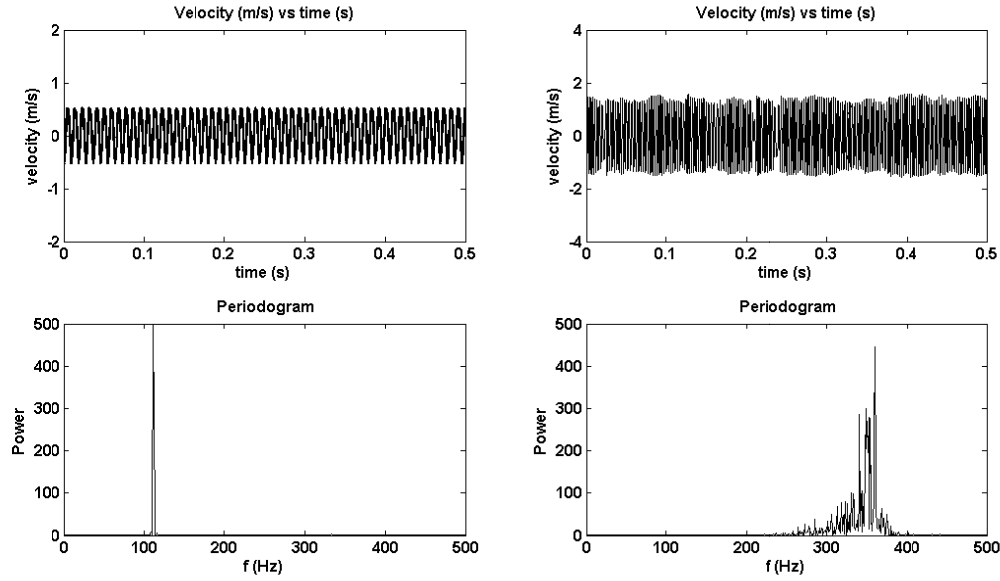 Velocity (m/s) vs time (s)
2
1
0
-1
-2
velocity (m/s)
0 0.1 0.2 0.3 0.4 0.5
time (s)
Velocity (m/s) vs time (s)
4
2
0
-2
-4
velocity (m/s)
0 0.1 0.2 0.3 0.4 0.5
time (s)
Periodogram
500
400
300
200
100
0
Power
0 100 200 300 400 500
f (Hz)
Periodogram
500
400
300
200
100
0
Power
0 100 200 300 400 500
f (Hz)